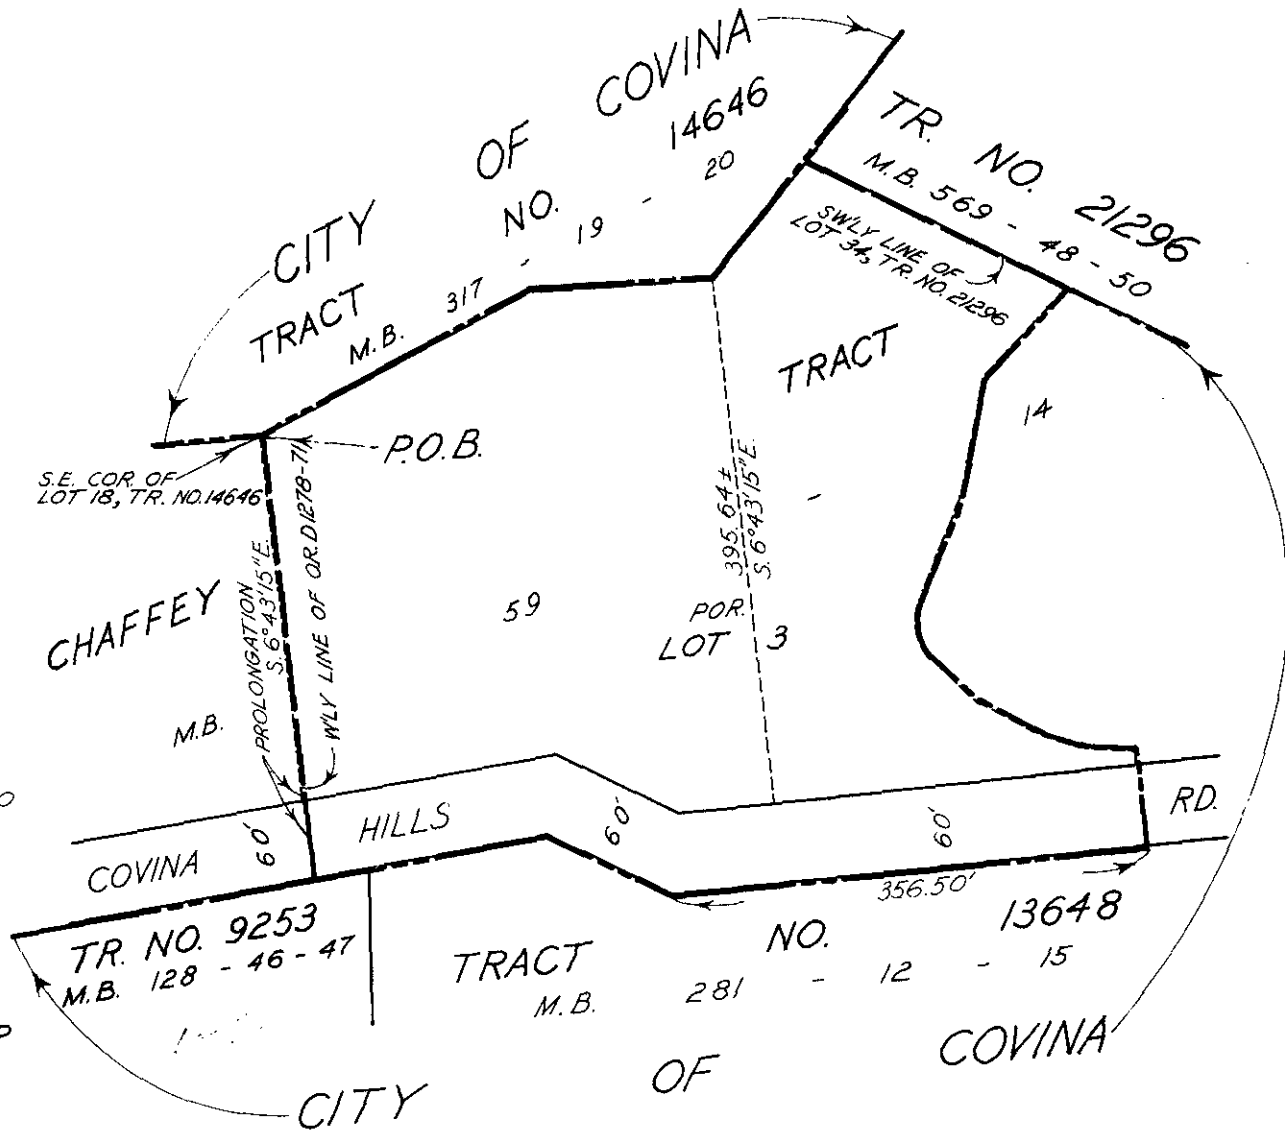 CITY OF COVINA
TRACT NO. 14646
M.B. 317 - 19 - 20
TR. NO. 21296
M.B. 569 - 48 - 50
SWLY LINE OF
LOT 34, TR. NO. 21296
P.O.B.
S.E. COR. OF
LOT 18, TR. NO. 14646
PROLONGATION
S. 6°43'15"E.
W'LY LINE OF O.R. D1278-711
CHAFFEY TRACT
M.B. 59 - 14
395.64±
S. 6°43'15"E.
POR.
LOT 3
COVINA HILLS RD.
60'
60'
60'
356.50'
TR. NO. 9253
M.B. 128 - 46 - 47
TRACT NO. 13648
M.B. 281 - 12 - 15
CITY OF COVINA